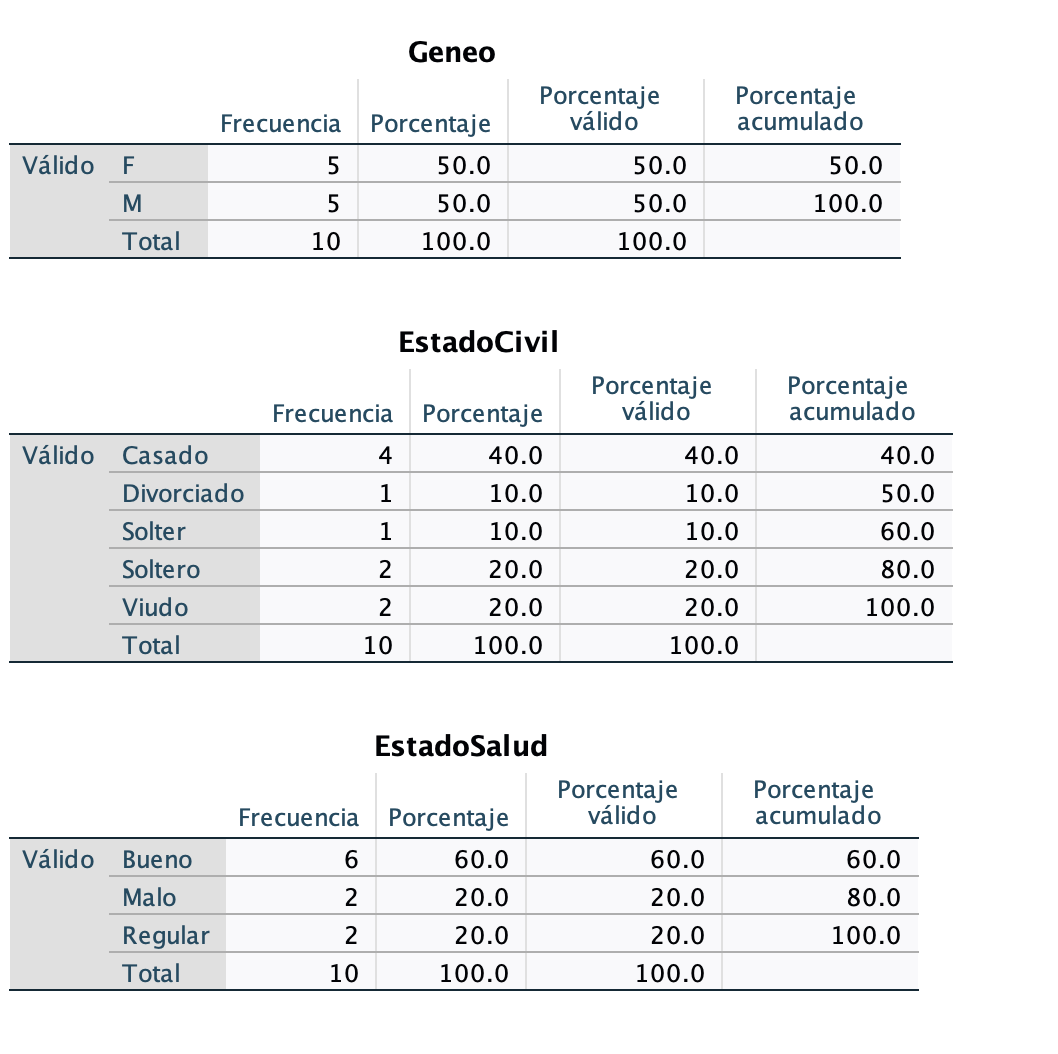 Geneo
Frecuencia Porcentaje Porcentaje válido Porcentaje acumulado
Válido F 5 50.0 50.0 50.0
M 5 50.0 50.0 100.0
Total 10 100.0 100.0
EstadoCivil
Frecuencia Porcentaje Porcentaje válido Porcentaje acumulado
Válido Casado 4 40.0 40.0 40.0
Divorciado 1 10.0 10.0 50.0
Solter 1 10.0 10.0 60.0
Soltero 2 20.0 20.0 80.0
Viudo 2 20.0 20.0 100.0
Total 10 100.0 100.0
EstadoSalud
Frecuencia Porcentaje Porcentaje válido Porcentaje acumulado
Válido Bueno 6 60.0 60.0 60.0
Malo 2 20.0 20.0 80.0
Regular 2 20.0 20.0 100.0
Total 10 100.0 100.0